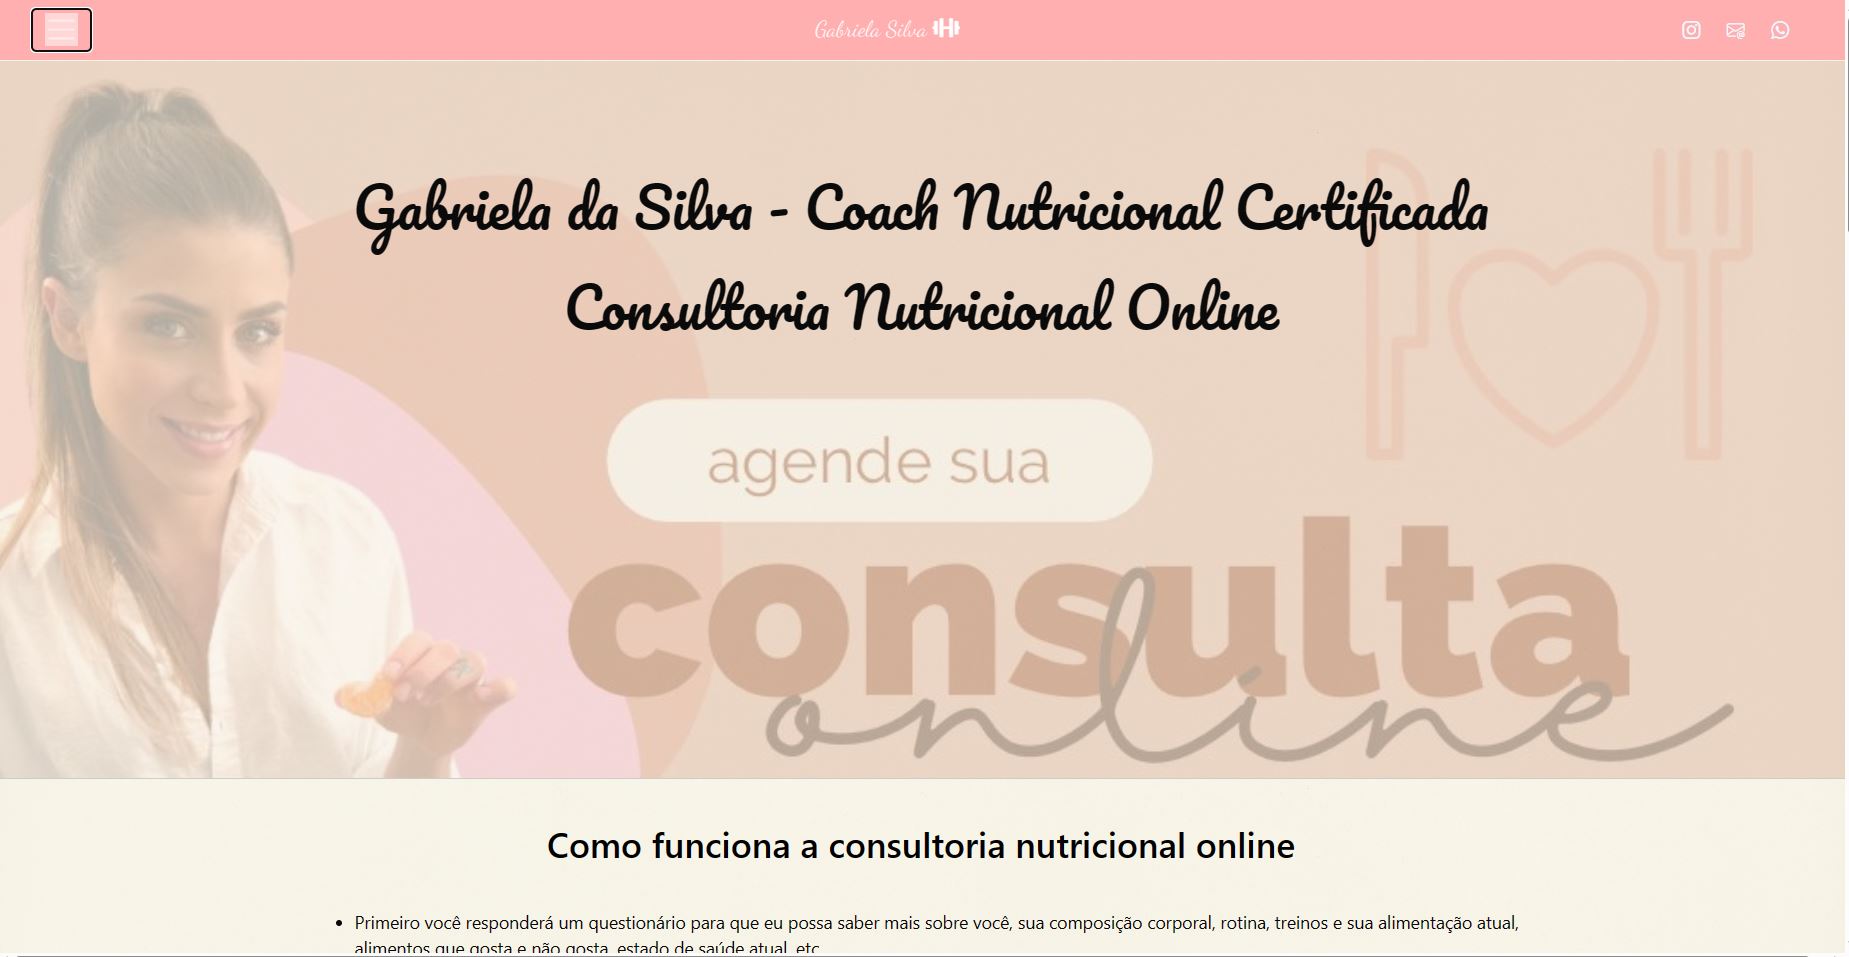 Gabriela Silva
Gabriela da Silva - Coach Nutricional Certificada
Consultoria Nutricional Online
agende sua
consulta
online
Como funciona a consultoria nutricional online
Primeiro você responderá um questionário para que eu possa saber mais sobre você, sua composição corporal, rotina, treinos e sua alimentação atual,
alimentos que gosta e não gosta, estado de saúde atual, etc